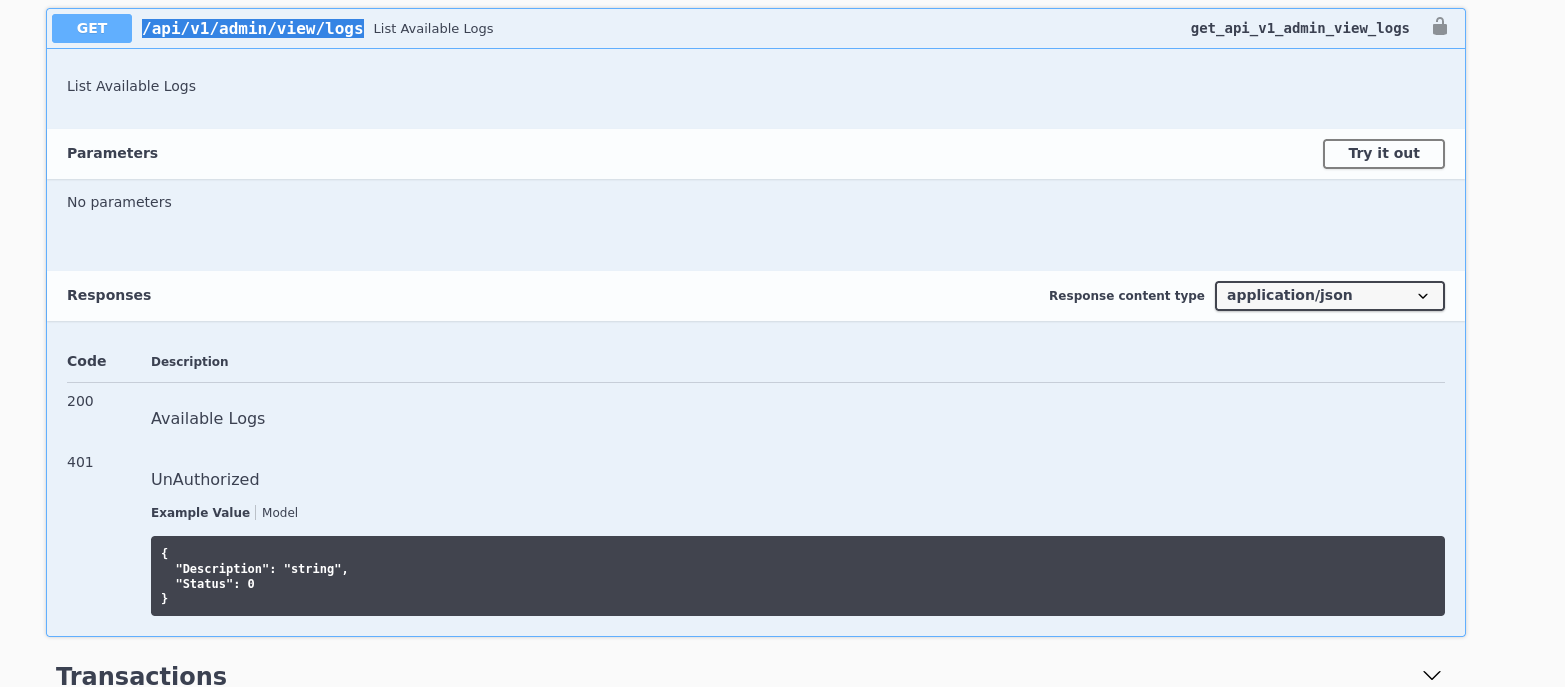 GET /api/v1/admin/view/logs List Available Logs get_api_v1_admin_view_logs
List Available Logs
Parameters Try it out
No parameters
Responses Response content type application/json
Code Description
200
Available Logs
401
UnAuthorized
Example Value Model
{
  "Description": "string",
  "Status": 0
}
Transactions